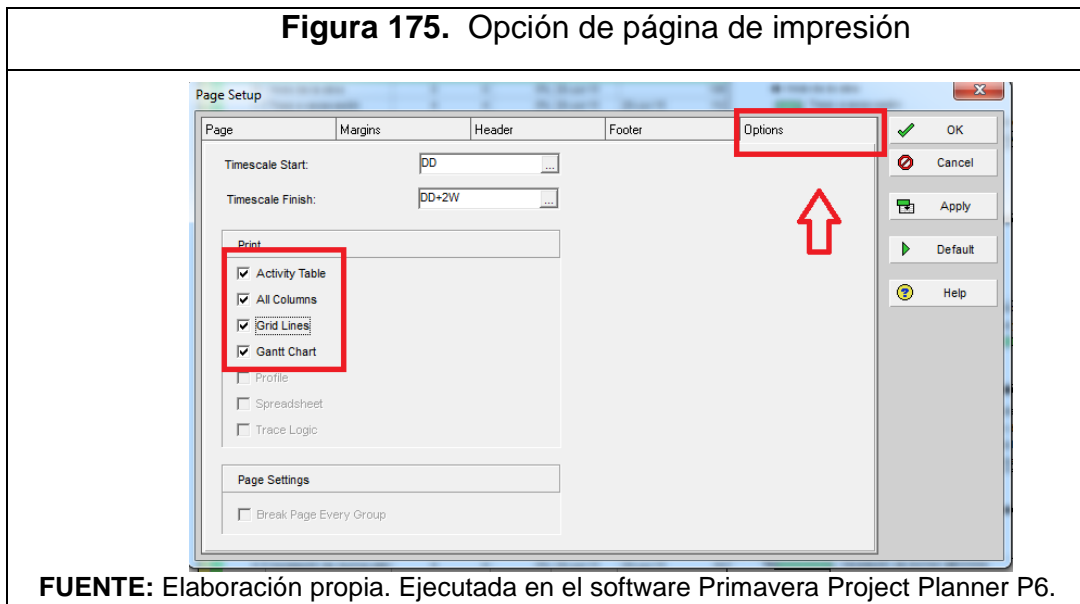 Figura 175. Opción de página de impresión
Page Setup
Page Margins Header Footer Options
OK
Timescale Start: DD ...
Cancel
Timescale Finish: DD+2W ...
Apply
Print
Default
Activity Table
All Columns
Help
Grid Lines
Gantt Chart
Profile
Spreadsheet
Trace Logic
Page Settings
Break Page Every Group
FUENTE: Elaboración propia. Ejecutada en el software Primavera Project Planner P6.